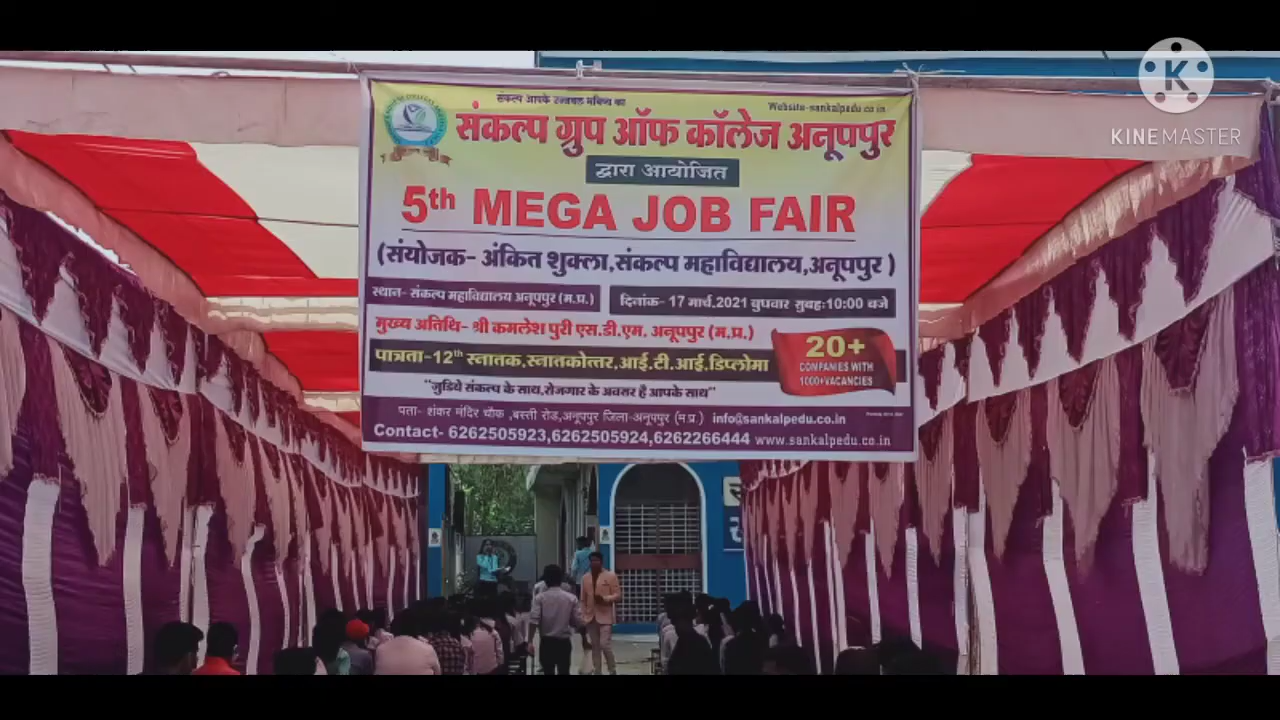 संकल्प आपके उज्जवल भविष्य का
Website-sankalpedu.co.in
संकल्प ग्रुप ऑफ कॉलेज अनूपपुर
द्वारा आयोजित
5th MEGA JOB FAIR
(संयोजक- अंकित शुक्ला,संकल्प महाविद्यालय,अनूपपुर )
स्थान- संकल्प महाविद्यालय अनूपपुर (म.प्र.)
दिनांक- 17 मार्च,2021 बुधवार सुबह:10:00 बजे
मुख्य अतिथि- श्री कमलेश पुरी एस.डी.एम. अनूपपुर (म.प्र.)
पात्रता-12th स्नातक,स्नातकोत्तर,आई.टी.आई,डिप्लोमा
20+
COMPANIES WITH
1000+VACANCIES
"जुडिये संकल्प के साथ,रोजगार के अवसर हैं आपके साथ"
पता- शंकर मंदिर चौक ,बस्ती रोड,अनूपपुर जिला-अनूपपुर (म.प्र.) info@sankalpedu.co.in
Contact- 6262505923,6262505924,6262266444 www.sankalpedu.co.in
KINEMASTER